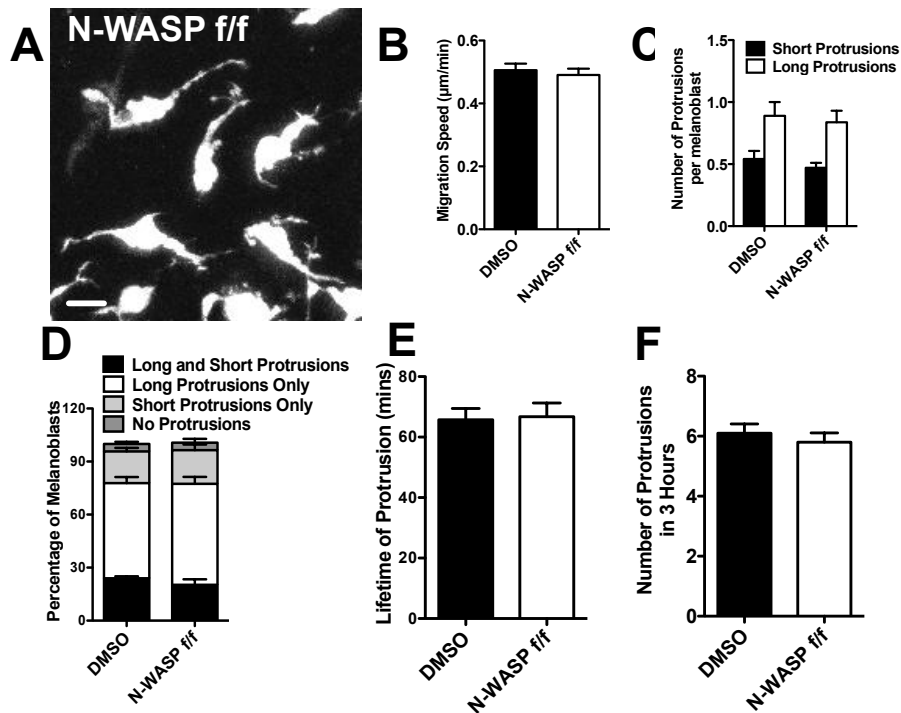 A
N-WASP f/f
B
Migration Speed (µm/min)
0.6
0.4
0.2
0.0
DMSO
N-WASP f/f
C
Short Protrusions
Long Protrusions
Number of Protrusions
per melanoblast
1.5
1.0
0.5
0.0
DMSO
N-WASP f/f
D
Long and Short Protrusions
Long Protrusions Only
Short Protrusions Only
No Protrusions
Percentage of Melanoblasts
120
90
60
30
0
DMSO
N-WASP f/f
E
Lifetime of Protrusion (mins)
80
60
40
20
0
DMSO
N-WASP f/f
F
Number of Protrusions
in 3 Hours
8
6
4
2
0
DMSO
N-WASP f/f